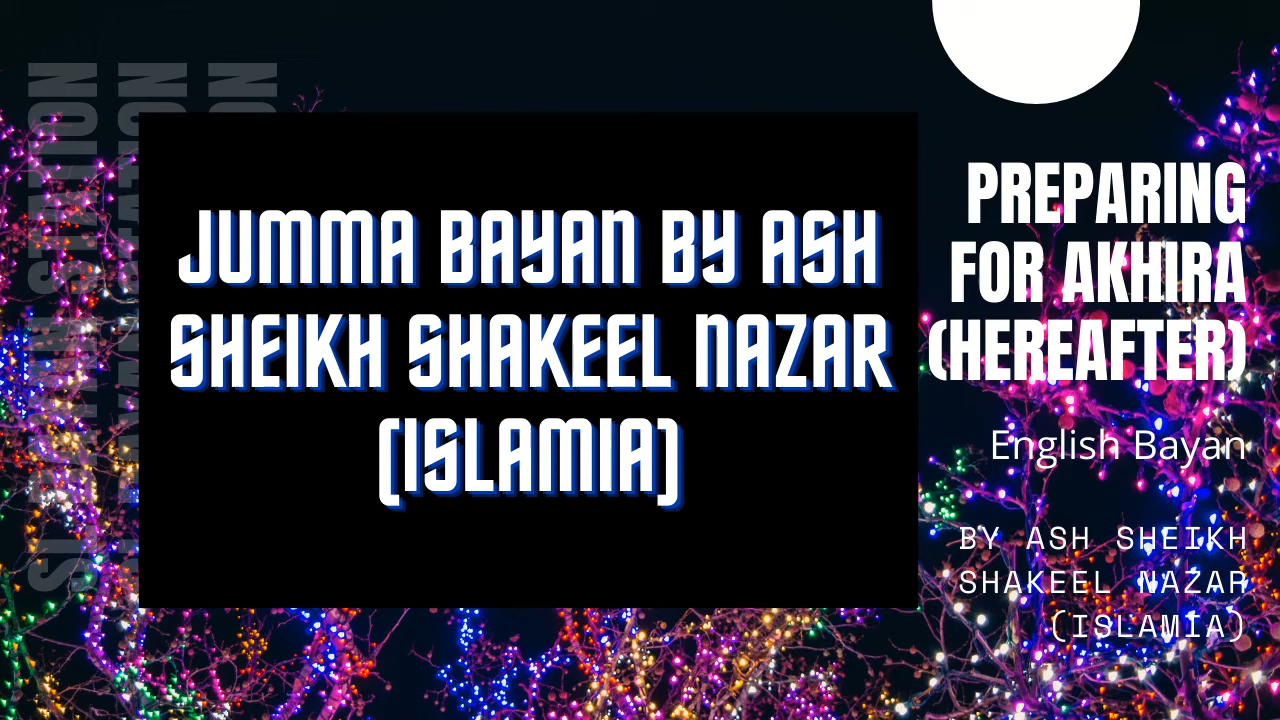 JUMMA BAYAN BY ASH
SHEIKH SHAKEEL NAZAR
(ISLAMIA)
PREPARING
FOR AKHIRA
(HEREAFTER)
English Bayan
BY ASH SHEIKH
SHAKEEL NAZAR
(ISLAMIA)